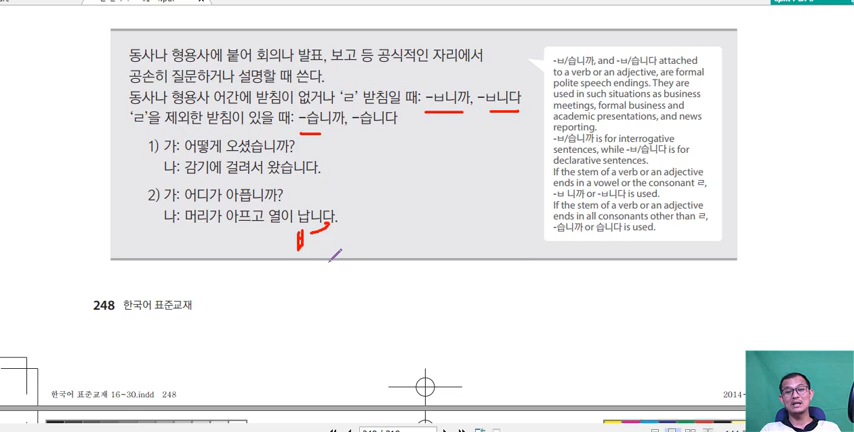 동사나 형용사에 붙어 회의나 발표, 보고 등 공식적인 자리에서
공손히 질문하거나 설명할 때 쓴다.
동사나 형용사 어간에 받침이 없거나 ‘ㄹ’ 받침일 때: -ㅂ니까, -ㅂ니다
‘ㄹ’을 제외한 받침이 있을 때: -습니까, -습니다
1) 가: 어떻게 오셨습니까?
나: 감기에 걸려서 왔습니다.
2) 가: 어디가 아픕니까?
나: 머리가 아프고 열이 납니다.
ㅂ
-ㅂ/습니까, and -ㅂ/습니다 attached
to a verb or an adjective, are formal
polite speech endings. They are
used in such situations as business
meetings, formal business and
academic presentations, and news
reporting.
-ㅂ/습니까 is for interrogative
sentences, while -ㅂ/습니다 is for
declarative sentences.
If the stem of a verb or an adjective
ends in a vowel or the consonant ㄹ,
-ㅂ 니까 or -ㅂ니다 is used.
If the stem of a verb or an adjective
ends in all consonants other than ㄹ,
-습니까 or 습니다 is used.
248 한국어 표준교재
한국어 표준교재 16-30.indd 248
2014-